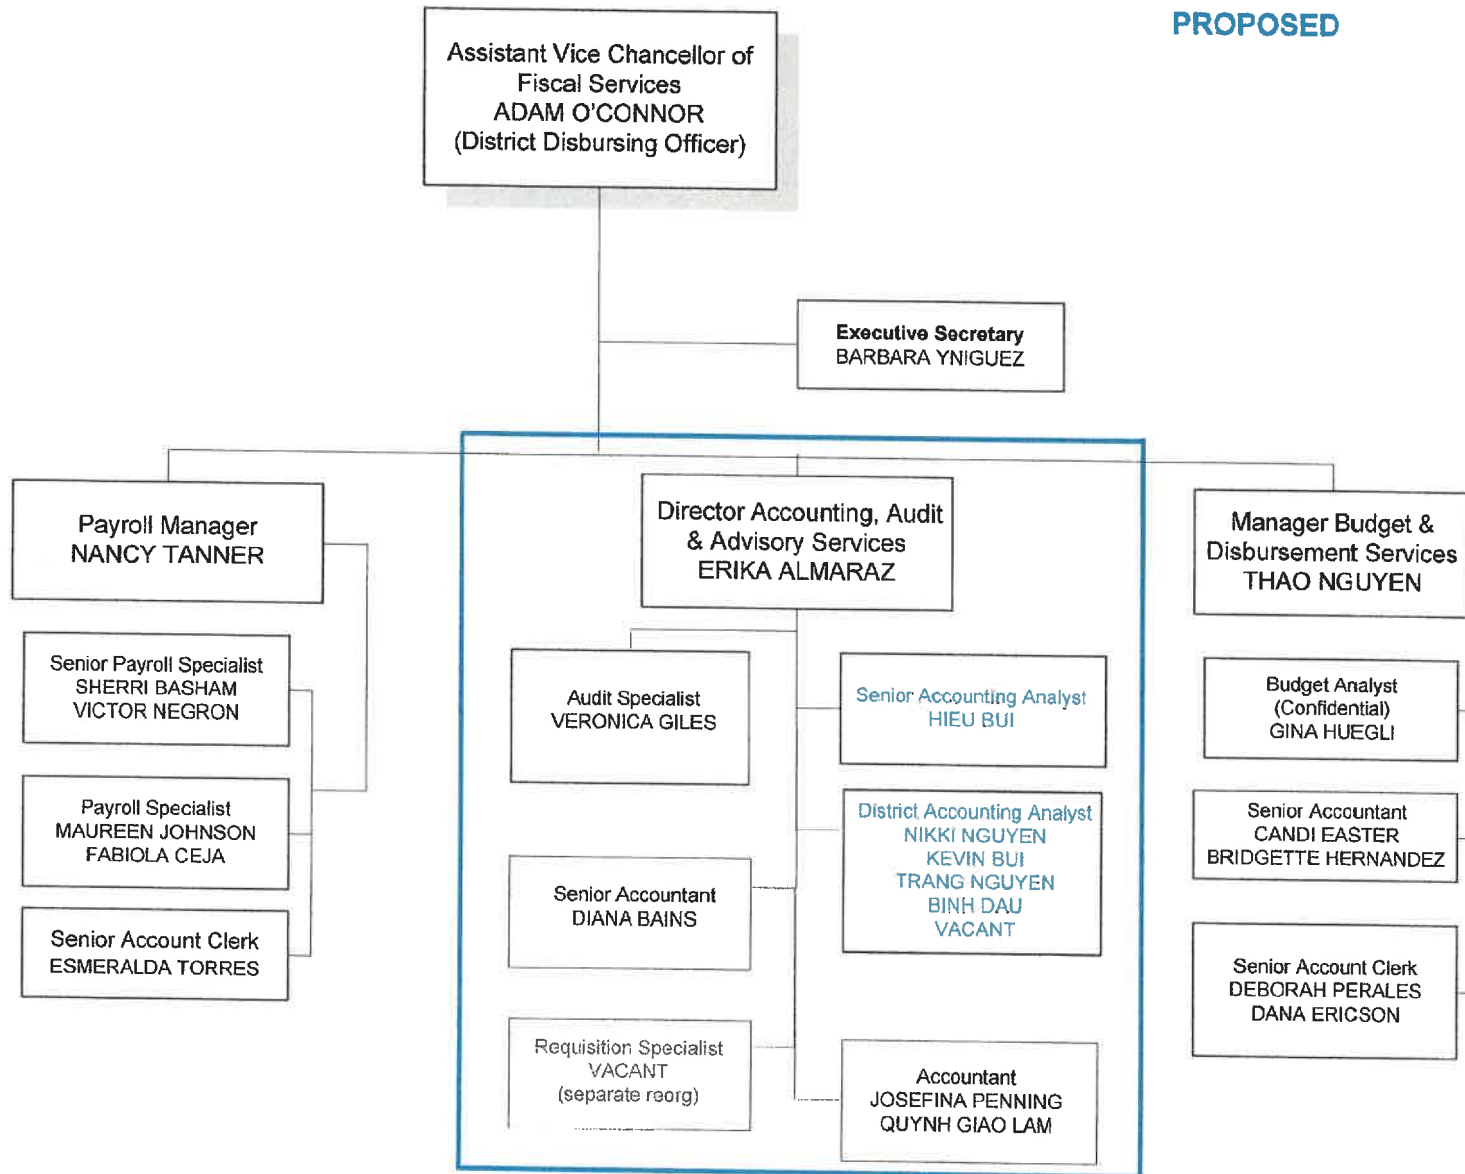 PROPOSED
Assistant Vice Chancellor of
Fiscal Services
ADAM O'CONNOR
(District Disbursing Officer)
Executive Secretary
BARBARA YNIGUEZ
Payroll Manager
NANCY TANNER
Senior Payroll Specialist
SHERRI BASHAM
VICTOR NEGRON
Payroll Specialist
MAUREEN JOHNSON
FABIOLA CEJA
Senior Account Clerk
ESMERALDA TORRES
Director Accounting, Audit
& Advisory Services
ERIKA ALMARAZ
Audit Specialist
VERONICA GILES
Senior Accounting Analyst
HIEU BUI
District Accounting Analyst
NIKKI NGUYEN
KEVIN BUI
TRANG NGUYEN
BINH DAU
VACANT
Senior Accountant
DIANA BAINS
Requisition Specialist
VACANT
(separate reorg)
Accountant
JOSEFINA PENNING
QUYNH GIAO LAM
Manager Budget &
Disbursement Services
THAO NGUYEN
Budget Analyst
(Confidential)
GINA HUEGLI
Senior Accountant
CANDI EASTER
BRIDGETTE HERNANDEZ
Senior Account Clerk
DEBORAH PERALES
DANA ERICSON